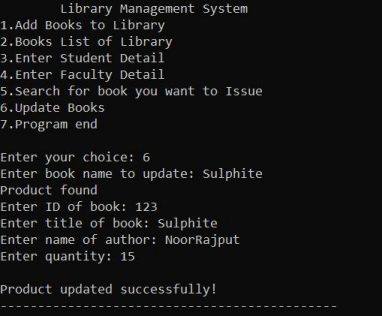 Library Management System
1.Add Books to Library
2.Books List of Library
3.Enter Student Detail
4.Enter Faculty Detail
5.Search for book you want to Issue
6.Update Books
7.Program end
Enter your choice: 6
Enter book name to update: Sulphite
Product found
Enter ID of book: 123
Enter title of book: Sulphite
Enter name of author: NoorRajput
Enter quantity: 15
Product updated successfully!
---------------------------------------------